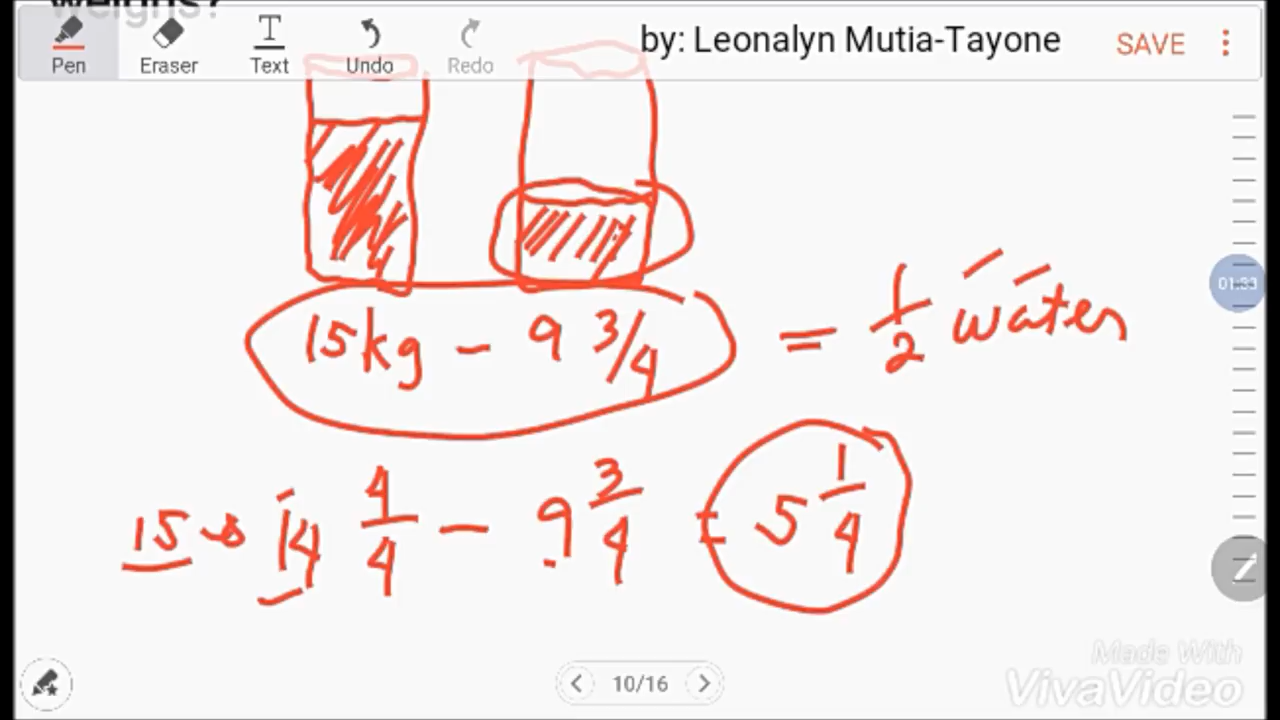 weighs?
Pen Eraser Text Undo Redo by: Leonalyn Mutia-Tayone SAVE
15kg - 9 3/4 = 1/2 water
01:33
15 → 14 4/4 - 9 3/4 = 5 1/4
10/16
Made With
VivaVideo